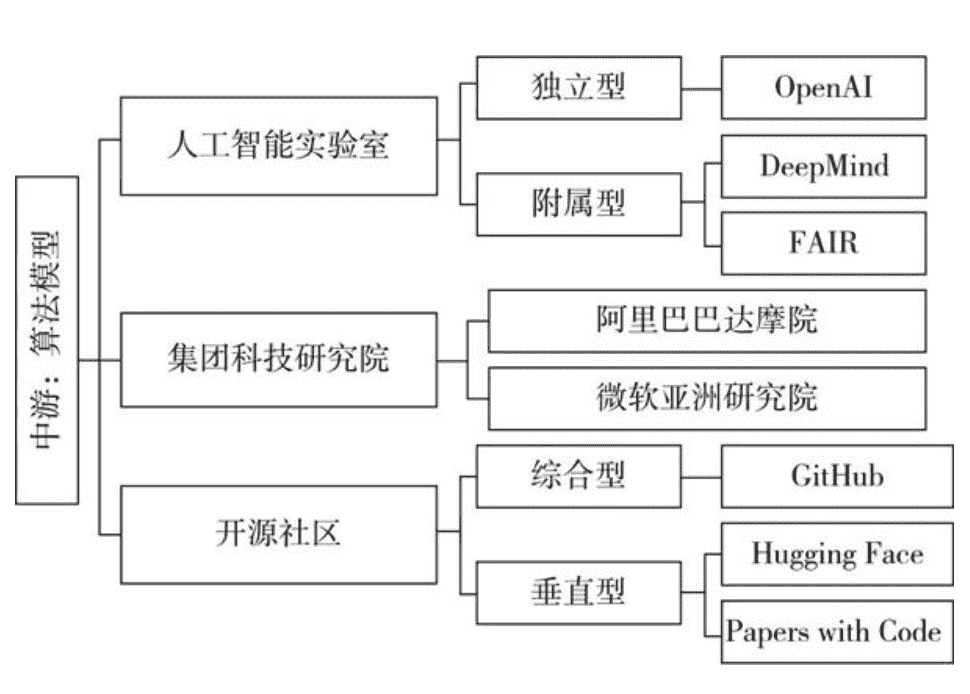 中游：算法模型
人工智能实验室
独立型
OpenAI
附属型
DeepMind
FAIR
集团科技研究院
阿里巴巴达摩院
微软亚洲研究院
开源社区
综合型
GitHub
垂直型
Hugging Face
Papers with Code